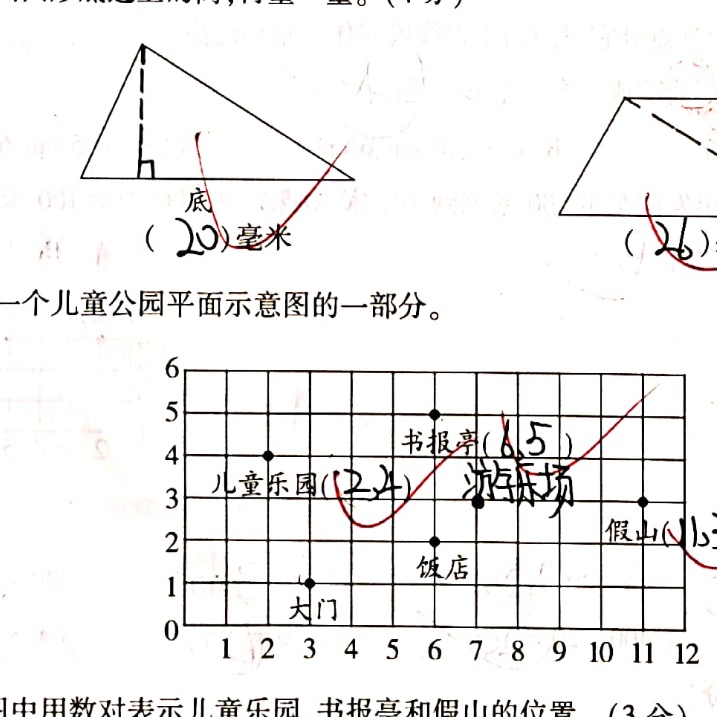 底
(20)毫米
(26)
一个儿童公园平面示意图的一部分。
6
5
书报亭(6,5)
4
儿童乐园(2,4)
游乐场
3
假山(11,3
2
饭店
1
大门
0
1 2 3 4 5 6 7 8 9 10 11 12
图中用数对表示儿童乐园、书报亭和假山的位置。(3分)